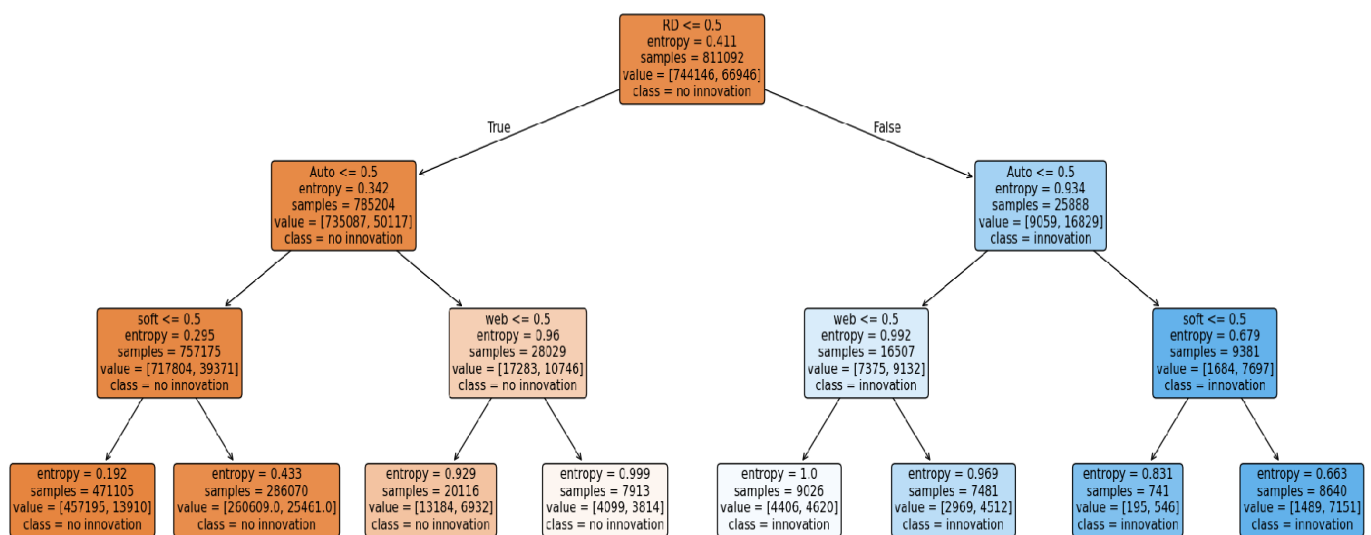 RD <= 0.5
entropy = 0.411
samples = 811092
value = [744146, 66946]
class = no innovation
True
False
Auto <= 0.5
entropy = 0.342
samples = 785204
value = [735087, 50117]
class = no innovation
Auto <= 0.5
entropy = 0.934
samples = 25888
value = [9059, 16829]
class = innovation
soft <= 0.5
entropy = 0.295
samples = 757175
value = [717804, 39371]
class = no innovation
web <= 0.5
entropy = 0.96
samples = 28029
value = [17283, 10746]
class = no innovation
web <= 0.5
entropy = 0.992
samples = 16507
value = [7375, 9132]
class = innovation
soft <= 0.5
entropy = 0.679
samples = 9381
value = [1684, 7697]
class = innovation
entropy = 0.192
samples = 471105
value = [457195, 13910]
class = no innovation
entropy = 0.433
samples = 286070
value = [260609.0, 25461.0]
class = no innovation
entropy = 0.929
samples = 20116
value = [13184, 6932]
class = no innovation
entropy = 0.999
samples = 7913
value = [4099, 3814]
class = no innovation
entropy = 1.0
samples = 9026
value = [4406, 4620]
class = innovation
entropy = 0.969
samples = 7481
value = [2969, 4512]
class = innovation
entropy = 0.831
samples = 741
value = [195, 546]
class = innovation
entropy = 0.663
samples = 8640
value = [1489, 7151]
class = innovation